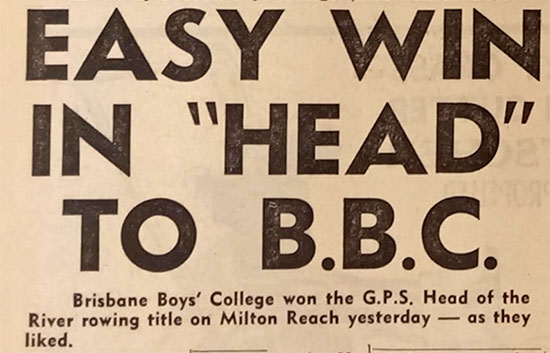 EASY WIN
IN "HEAD"
TO B.B.C.
Brisbane Boys' College won the G.P.S. Head of the
River rowing title on Milton Reach yesterday — as they
liked.